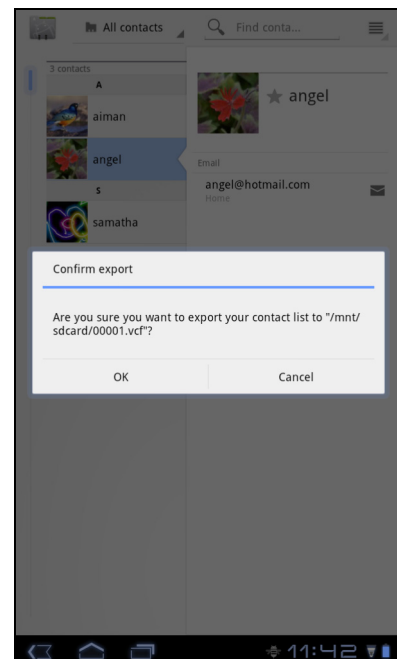 All contacts
Find conta...
3 contacts
A
aiman
angel
S
samatha
angel
Email
angel@hotmail.com
Home
Confirm export
Are you sure you want to export your contact list to "/mnt/
sdcard/00001.vcf"?
OK
Cancel
11:42